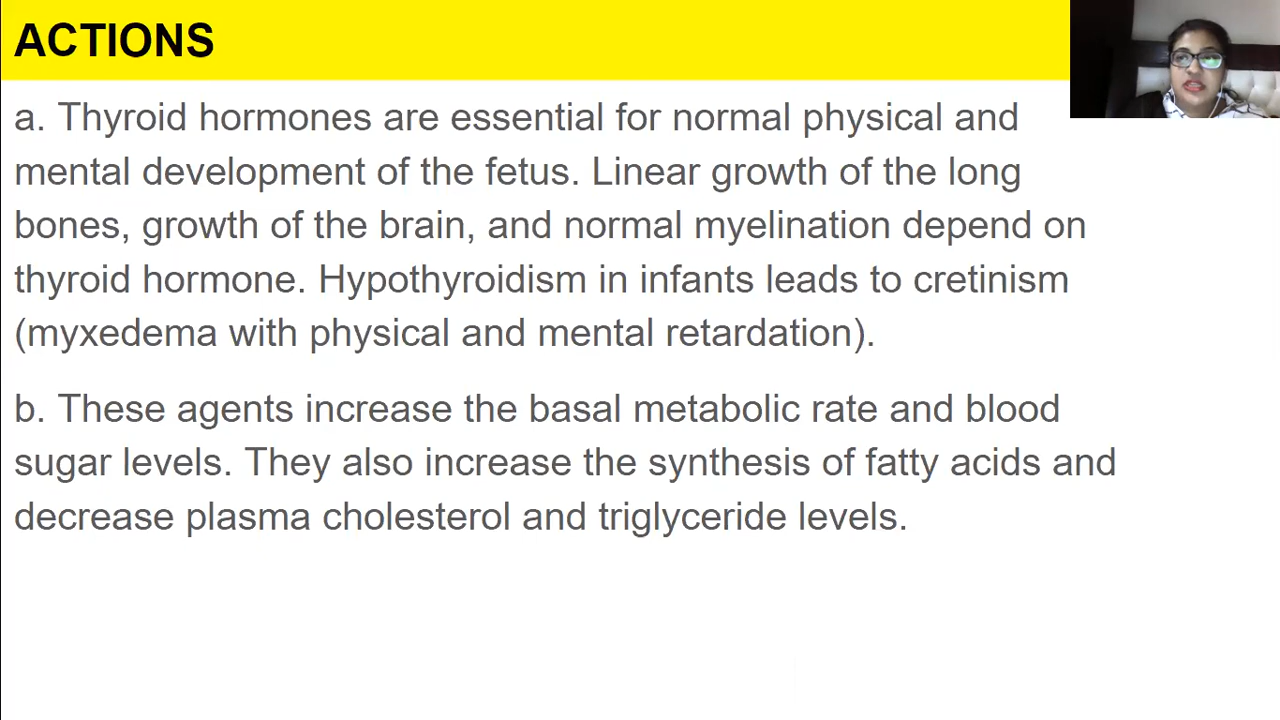 ACTIONS
a. Thyroid hormones are essential for normal physical and
mental development of the fetus. Linear growth of the long
bones, growth of the brain, and normal myelination depend on
thyroid hormone. Hypothyroidism in infants leads to cretinism
(myxedema with physical and mental retardation).
b. These agents increase the basal metabolic rate and blood
sugar levels. They also increase the synthesis of fatty acids and
decrease plasma cholesterol and triglyceride levels.